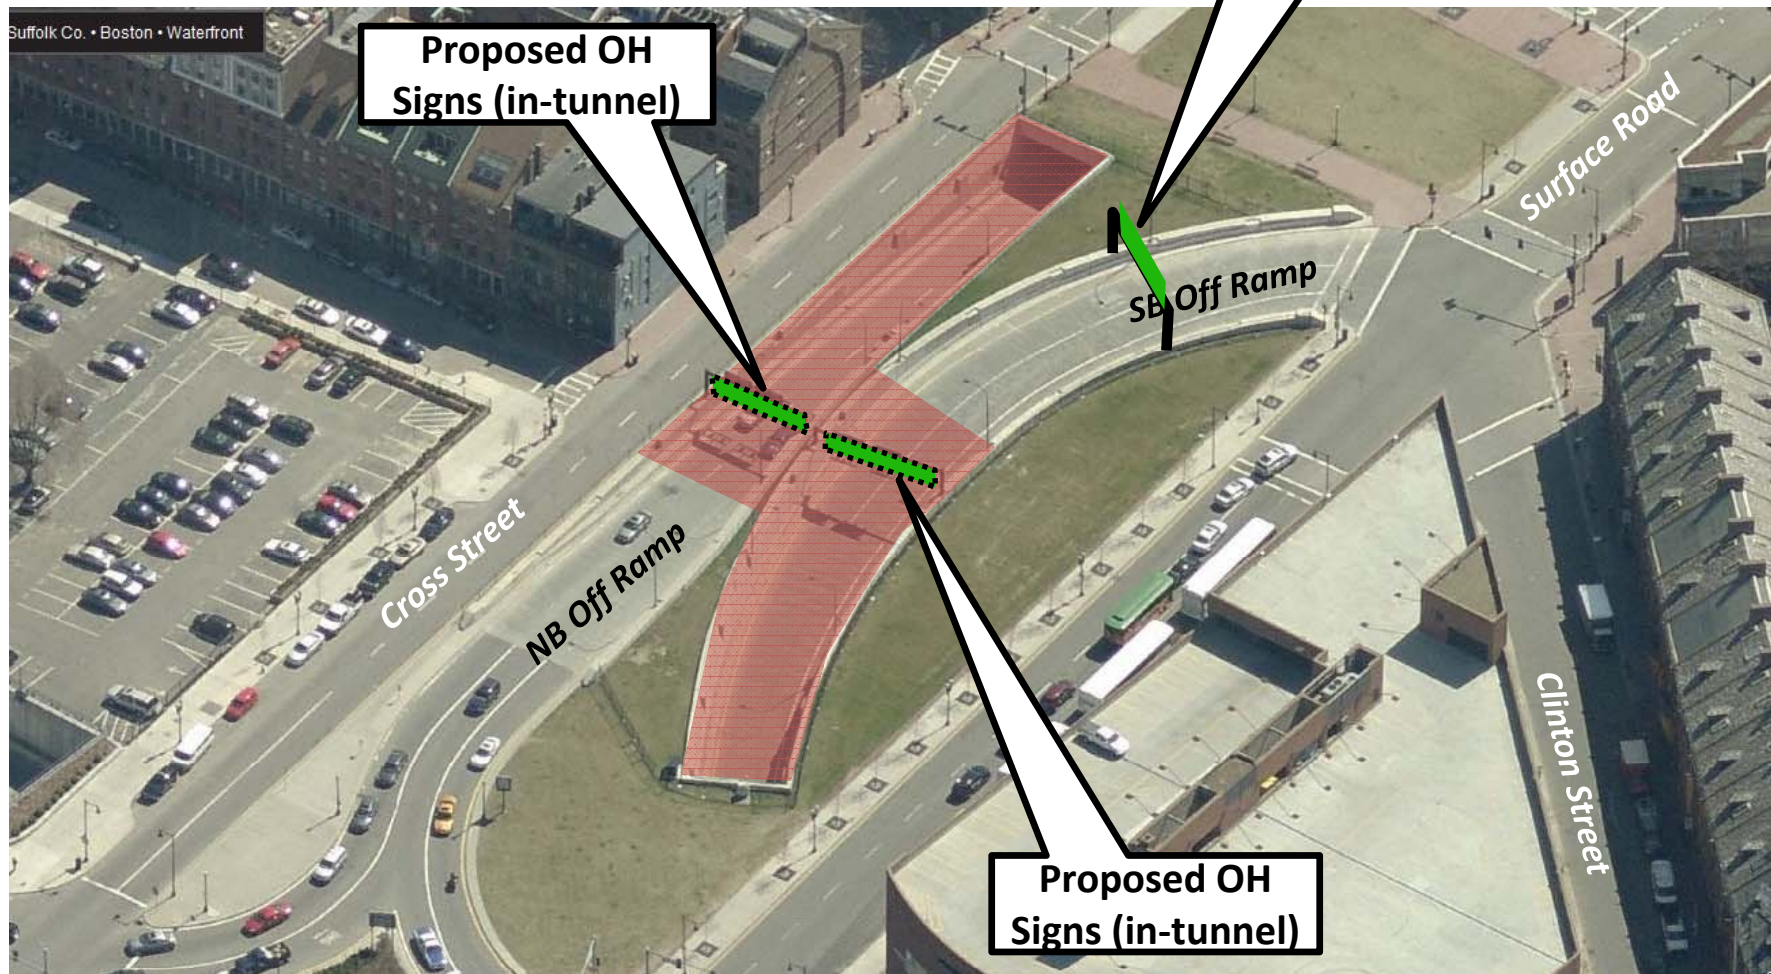 Suffolk Co. • Boston • Waterfront
Proposed OH
Signs (in-tunnel)
Surface Road
SB Off Ramp
Cross Street
NB Off Ramp
Clinton Street
Proposed OH
Signs (in-tunnel)